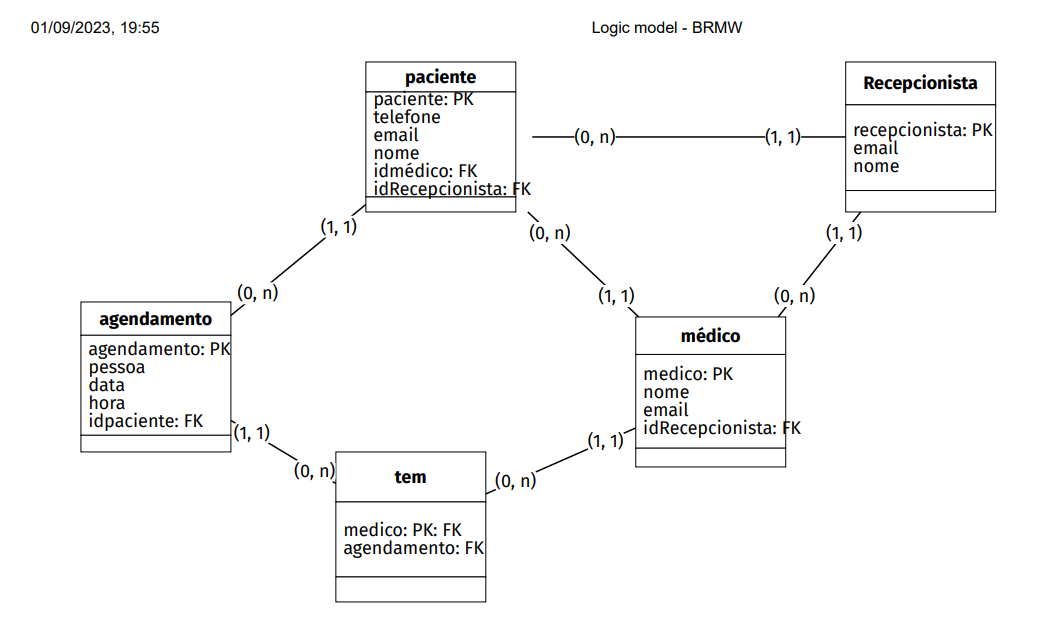 01/09/2023, 19:55
Logic model - BRMW
paciente
paciente: PK
telefone
email
nome
idmédico: FK
idRecepcionista: FK
(0, n)
(1, 1)
Recepcionista
recepcionista: PK
email
nome
(1, 1)
(0, n)
(0, n)
(1, 1)
(1, 1)
(0, n)
agendamento
agendamento: PK
pessoa
data
hora
idpaciente: FK
médico
medico: PK
nome
email
idRecepcionista: FK
(1, 1)
(0, n)
(1, 1)
(0, n)
tem
medico: PK: FK
agendamento: FK